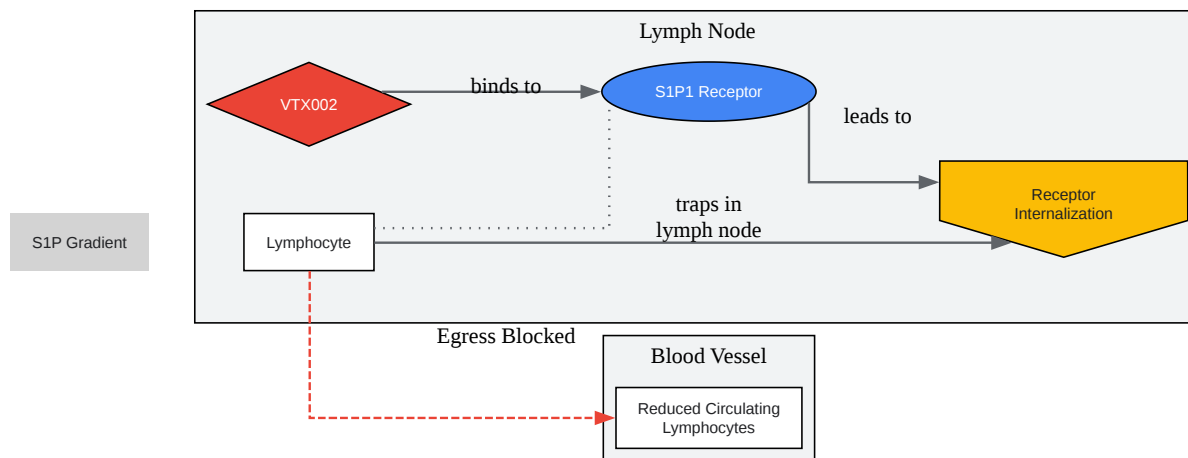 Lymph Node
VTX002
binds to
S1P1 Receptor
leads to
Receptor
Internalization
traps in
lymph node
S1P Gradient
Lymphocyte
Egress Blocked
Blood Vessel
Reduced Circulating
Lymphocytes